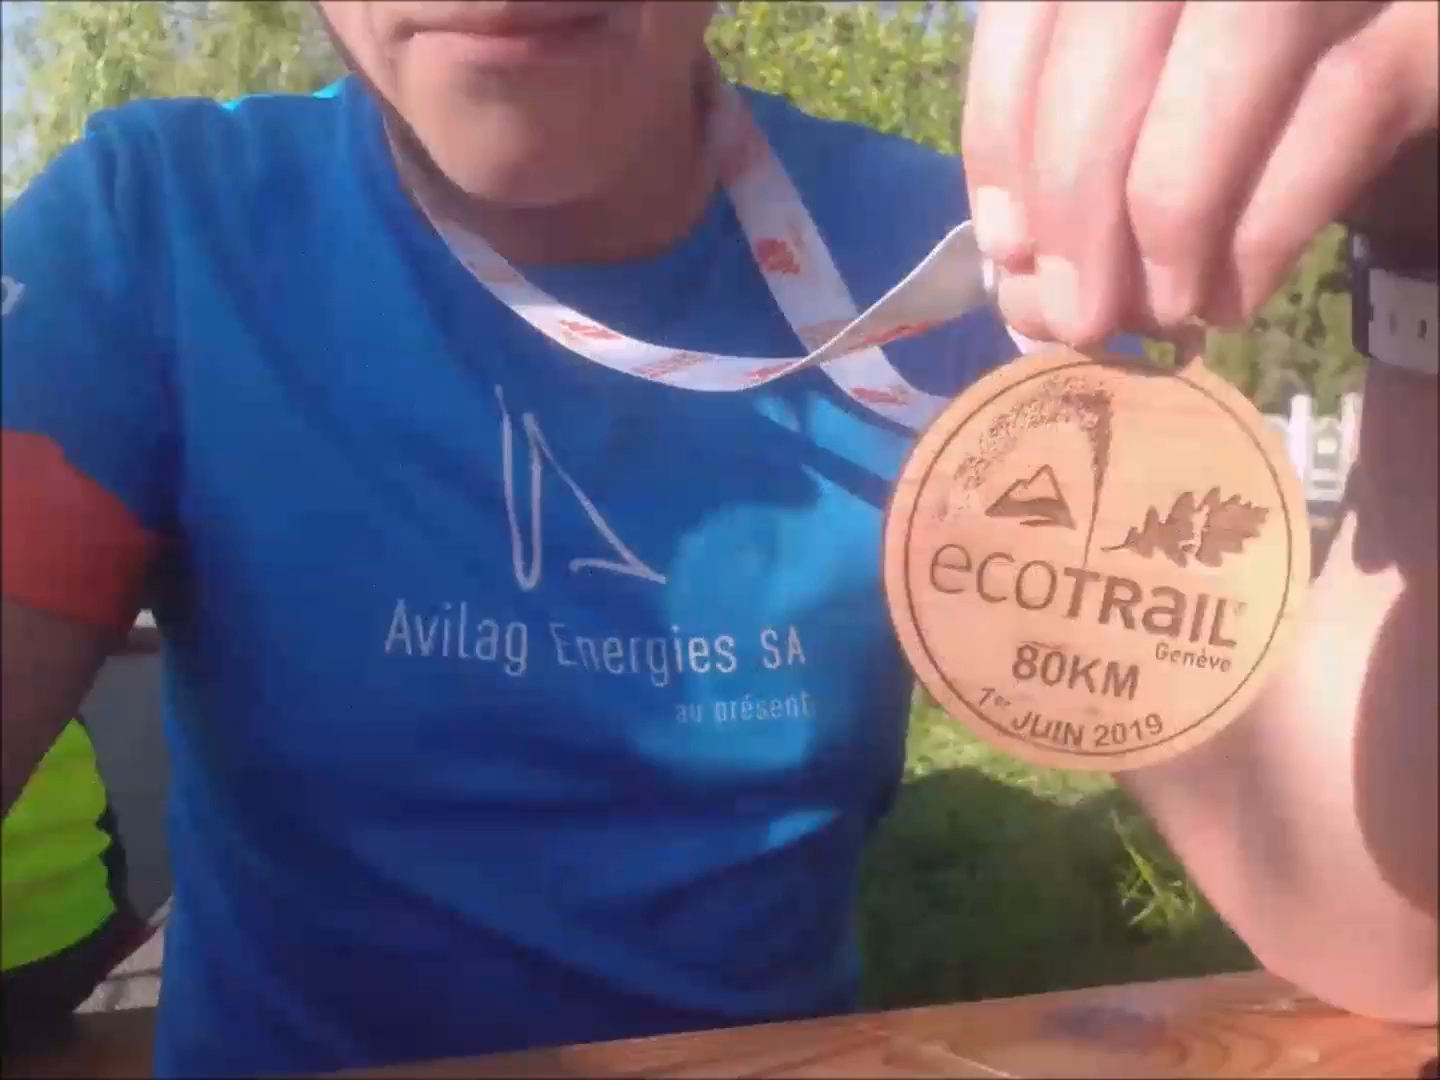 Avilag Energies SA
au présent
ecoTRaiL
Genève
80KM
1er JUIN 2019